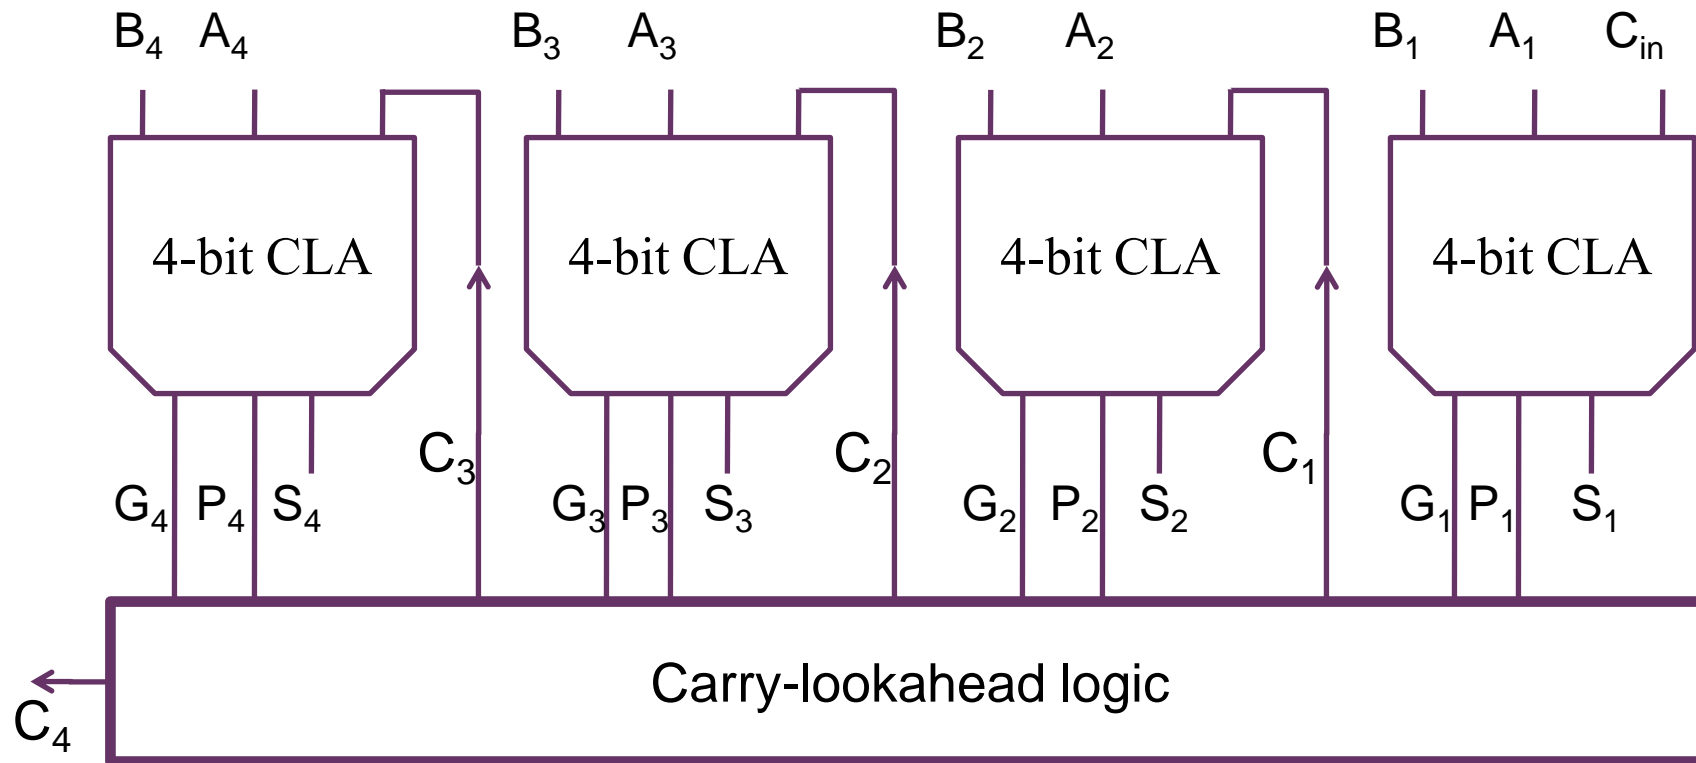 B₄ A₄ B₃ A₃ B₂ A₂ B₁ A₁ Cᵢₙ
4-bit CLA 4-bit CLA 4-bit CLA 4-bit CLA
C₃ C₂ C₁
G₄ P₄ S₄ G₃ P₃ S₃ G₂ P₂ S₂ G₁ P₁ S₁
Carry-lookahead logic
C₄